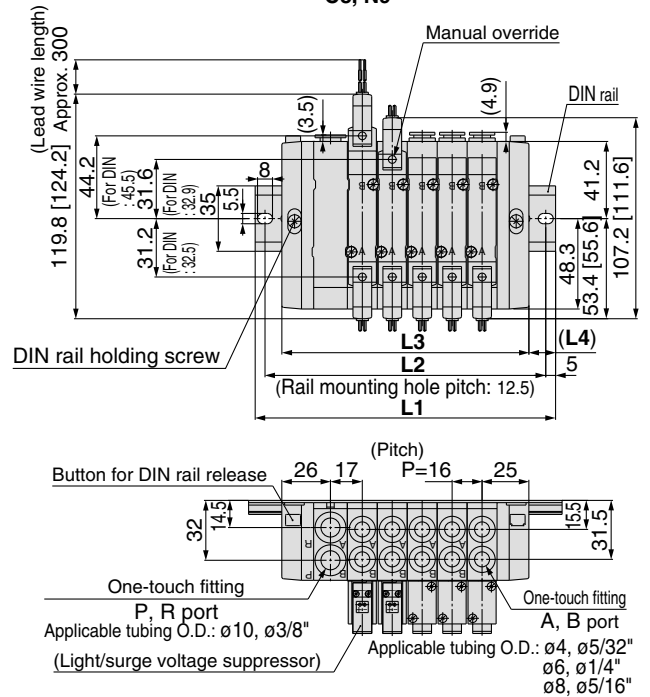 Manual override
(Lead wire length)
Approx. 300
(4.9)
DIN rail
(3.5)
8
119.8 [124.2]
44.2
(For DIN
: 45.5)
31.6
(For DIN
: 32.9)
35
5.5
31.2
(For DIN
: 32.5)
41.2
48.3
53.4 [55.6]
107.2 [111.6]
B
B
B
B
B
A
A
A
A
A
DIN rail holding screw
L3
(L4)
L2
5
(Rail mounting hole pitch: 12.5)
L1
(Pitch)
Button for DIN rail release
26
17
P=16
25
32
14.5
15.5
31.5
R
A
A
A
A
A
P
B
B
B
B
B
One-touch fitting
P, R port
Applicable tubing O.D.: ø10, ø3/8"
(Light/surge voltage suppressor)
One-touch fitting
A, B port
Applicable tubing O.D.: ø4, ø5/32"
ø6, ø1/4"
ø8, ø5/16"